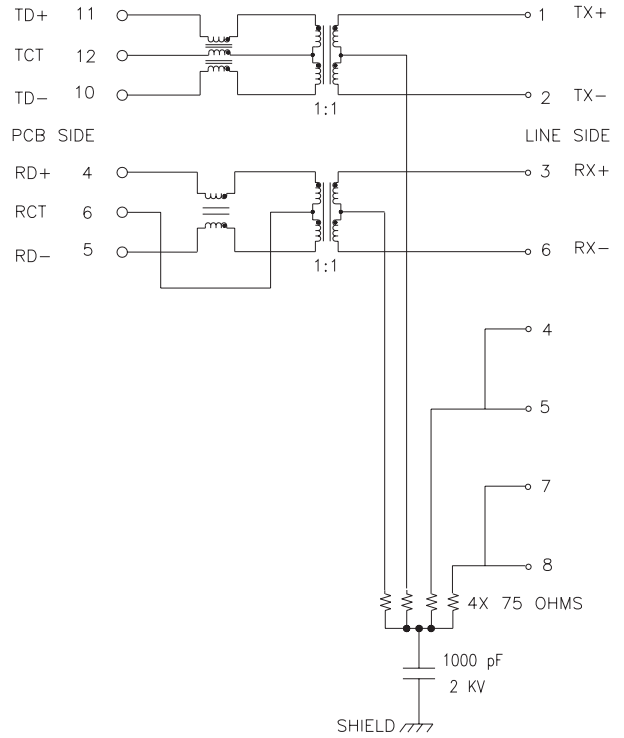 TD+ 11 1 TX+
TCT 12
TD- 10 2 TX-
1:1
PCB SIDE LINE SIDE
RD+ 4 3 RX+
RCT 6
RD- 5 6 RX-
1:1
4
5
7
8
4X 75 OHMS
1000 pF
2 KV
SHIELD